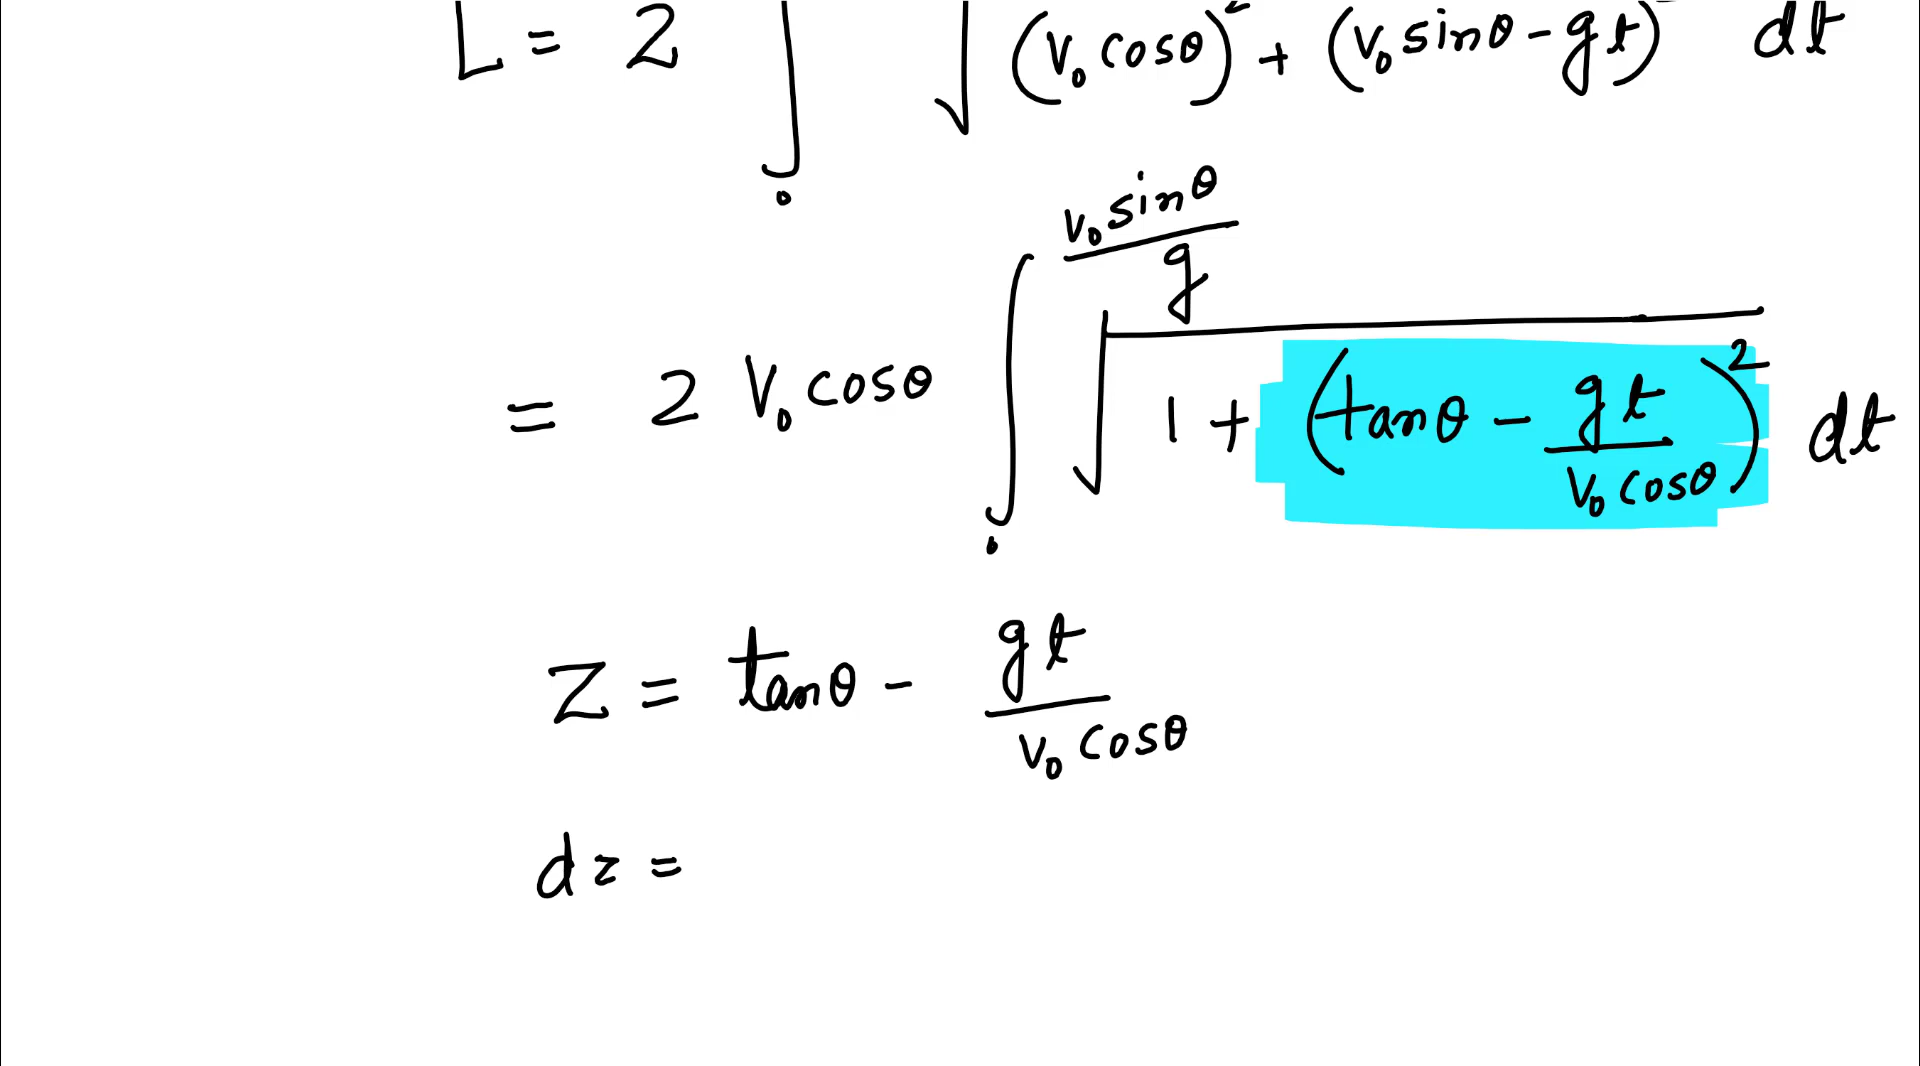 L = 2 ∫₀ √ (v₀ cosθ)² + (v₀ sinθ - gt)² dt
= 2 v₀ cosθ ∫₀^(v₀ sinθ / g) √ 1 + (tanθ - gt / v₀ cosθ)² dt
z = tanθ - gt / v₀ cosθ
dz =